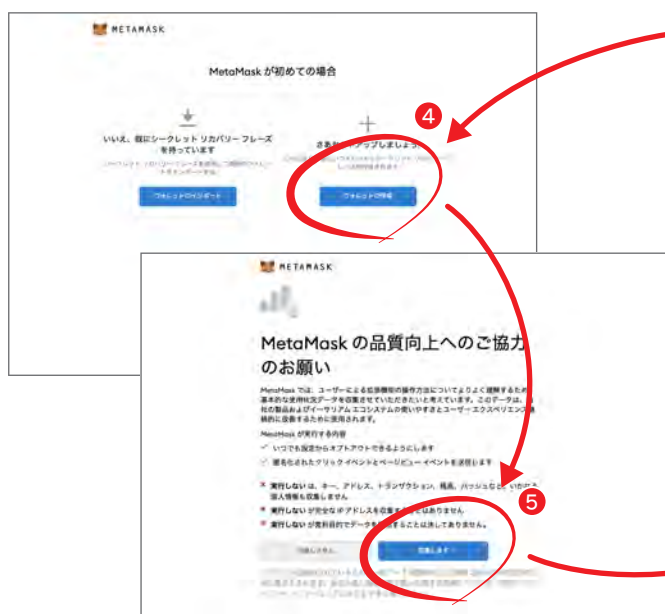 METAMASK
MetaMask が初めての場合
④
いいえ、既にシークレット リカバリー フレーズ
を持っています
ウォレットのインポート
ウォレットの作成
METAMASK
MetaMask の品質向上へのご協力
のお願い
MetaMask では、ユーザーによる拡張機能の操作方法についてよりよく理解するため、
基本的な使用状況データを収集させていただきたいと考えています。このデータは、
社の製品およびイーサリアム エコシステムの使いやすさとユーザー エクスペリエンス
続的に改善するために使用されます。
MetaMask が実行する内容
いつでも設定からオプトアウトできるようにします
匿名化されたクリック イベントとページビュー イベントを送信します
実行しない は、キー、アドレス、トランザクション、残高、ハッシュなど、いかなる
個人情報も収集しません
⑤
実行しない が完全な IP アドレスを収集することはありません
実行しない が営利目的でデータを することは決してありません。
同意します